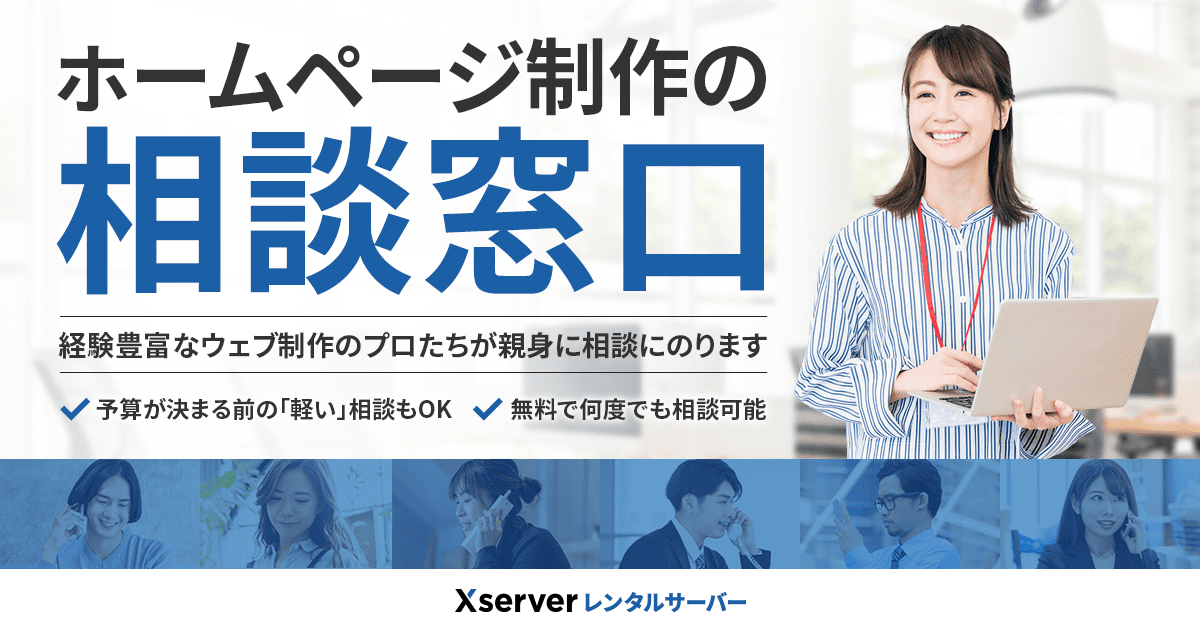 ホームページ制作の
相談窓口
経験豊富なウェブ制作のプロたちが親身に相談にのります
予算が決まる前の「軽い」相談もOK 無料で何度でも相談可能
Xserver レンタルサーバー